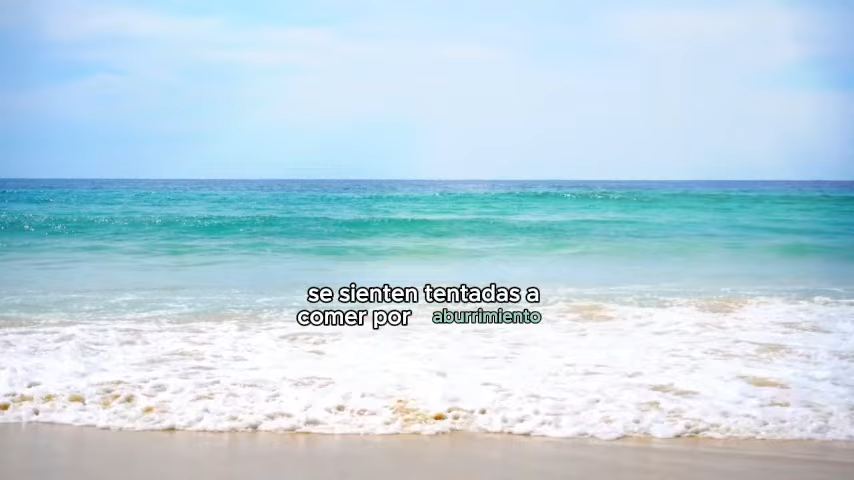 se sienten tentadas a
comer por aburrimiento